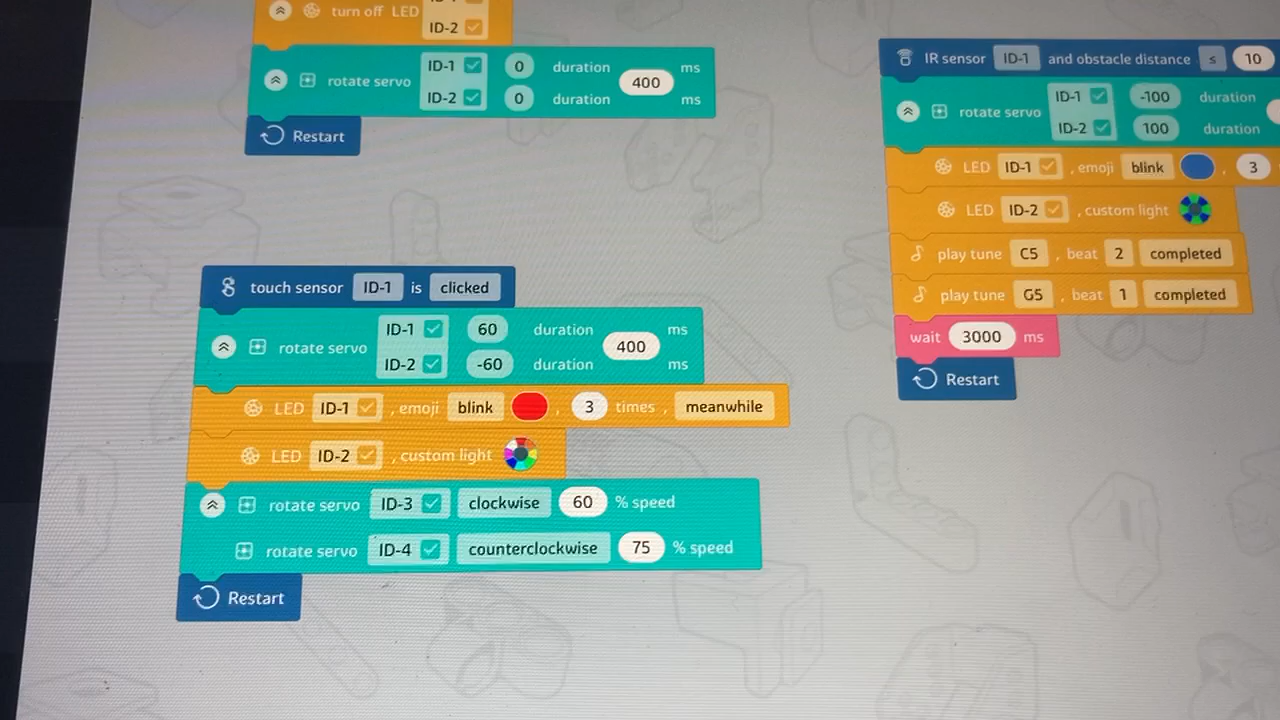 turn off LED
ID-2
rotate servo ID-1 0 duration 400 ms
ID-2 0 duration ms
Restart
touch sensor ID-1 is clicked
rotate servo ID-1 60 duration 400 ms
ID-2 -60 duration ms
LED ID-1 , emoji blink , 3 times , meanwhile
LED ID-2 , custom light
rotate servo ID-3 clockwise 60 % speed
rotate servo ID-4 counterclockwise 75 % speed
Restart
IR sensor ID-1 and obstacle distance ≤ 10
rotate servo ID-1 -100 duration
ID-2 100 duration
LED ID-1 , emoji blink , 3
LED ID-2 , custom light
play tune C5 , beat 2 completed
play tune G5 , beat 1 completed
wait 3000 ms
Restart